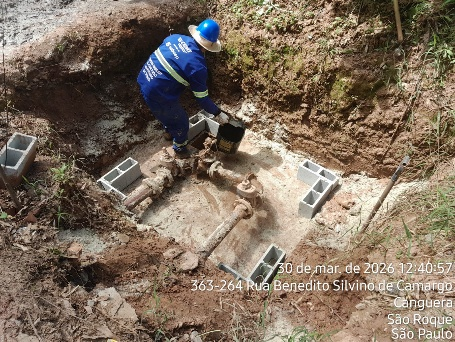 30 de mar. de 2026 12:40:57
363-264 Rua Benedito Silvino de Camargo
Canguera
São Roque
São Paulo